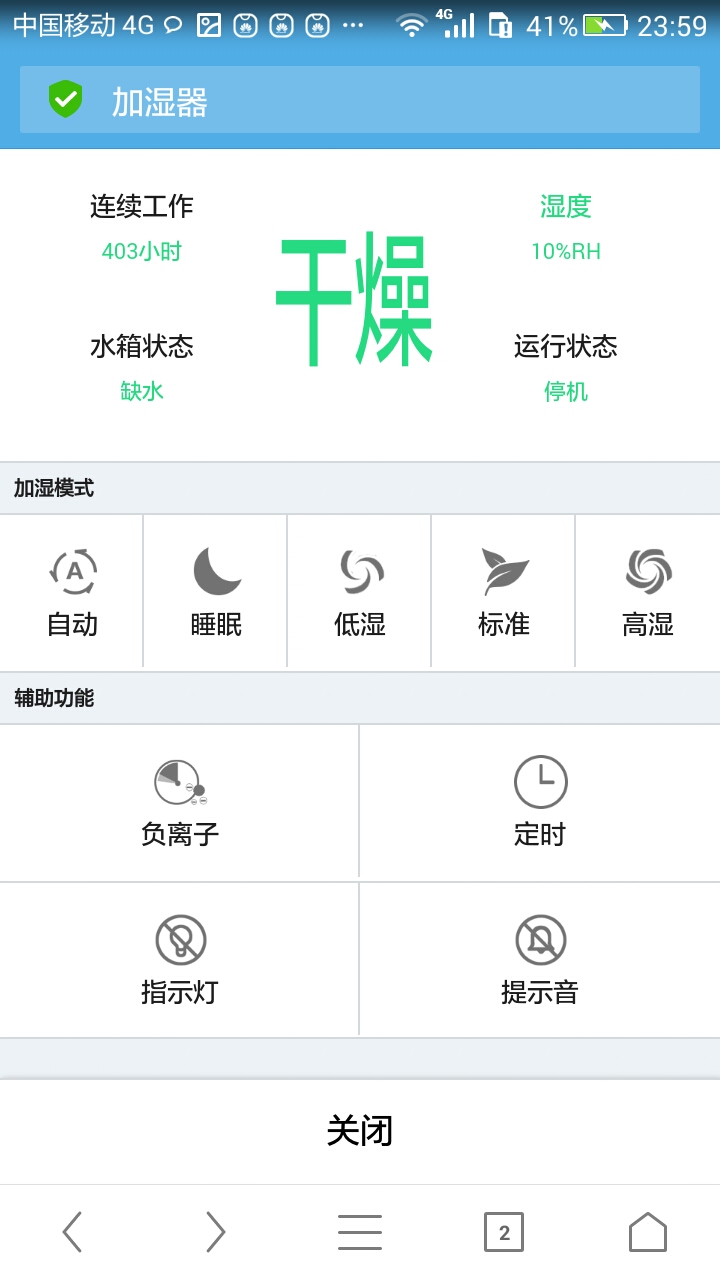 中国移动 4G 4G 41% 23:59
加湿器
连续工作
403小时
干燥
湿度
10%RH
水箱状态
缺水
运行状态
停机
加湿模式
A
自动 睡眠 低湿 标准 高湿
辅助功能
负离子 定时
指示灯 提示音
关闭
2